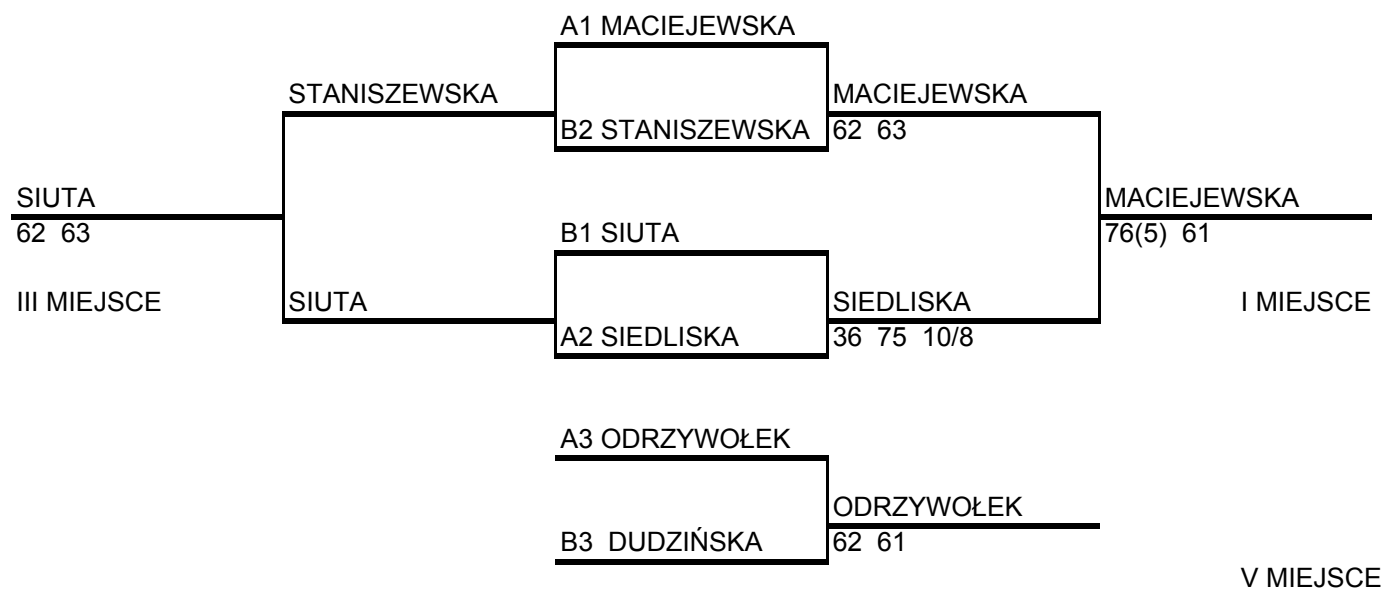 A1 MACIEJEWSKA
STANISZEWSKA
MACIEJEWSKA
B2 STANISZEWSKA
62 63
SIUTA
MACIEJEWSKA
62 63
B1 SIUTA
76(5) 61
III MIEJSCE
SIUTA
SIEDLISKA
I MIEJSCE
A2 SIEDLISKA
36 75 10/8
A3 ODRZYWOŁEK
ODRZYWOŁEK
B3 DUDZIŃSKA
62 61
V MIEJSCE